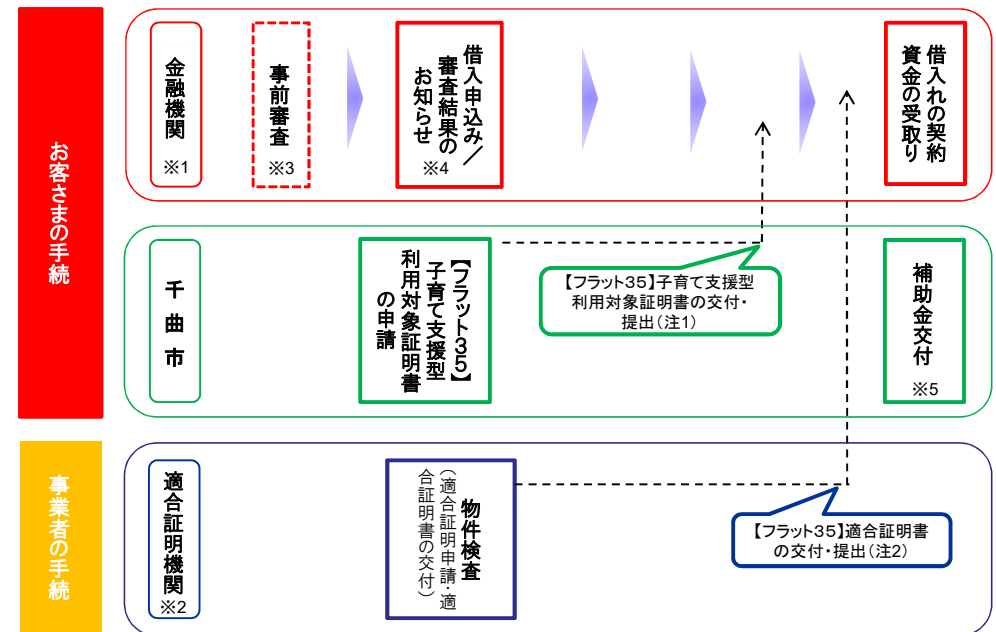 お客さまの手続
金融機関
※1
事前審査
※3
借入申込み／
審査結果の
お知らせ
※4
借入れの契約
資金の受取り
千曲市
【フラット35】
子育て支援型
利用対象証明書
の申請
【フラット35】子育て支援型
利用対象証明書の交付・
提出（注1）
補助金交付
※5
事業者の手続
適合証明機関
※2
物件検査
（適合証明申請・適
合証明書の交付）
【フラット35】適合証明書
の交付・提出（注2）